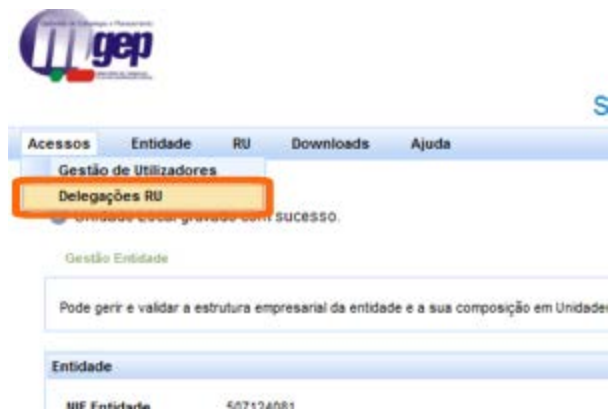 gep
S
Acessos Entidade RU Downloads Ajuda
Gestão de Utilizadores
Delegações RU
sucesso.
Gestão Entidade
Pode gerir e validar a estrutura empresarial da entidade e a sua composição em Unidades
Entidade
NIF Entidade 507124081